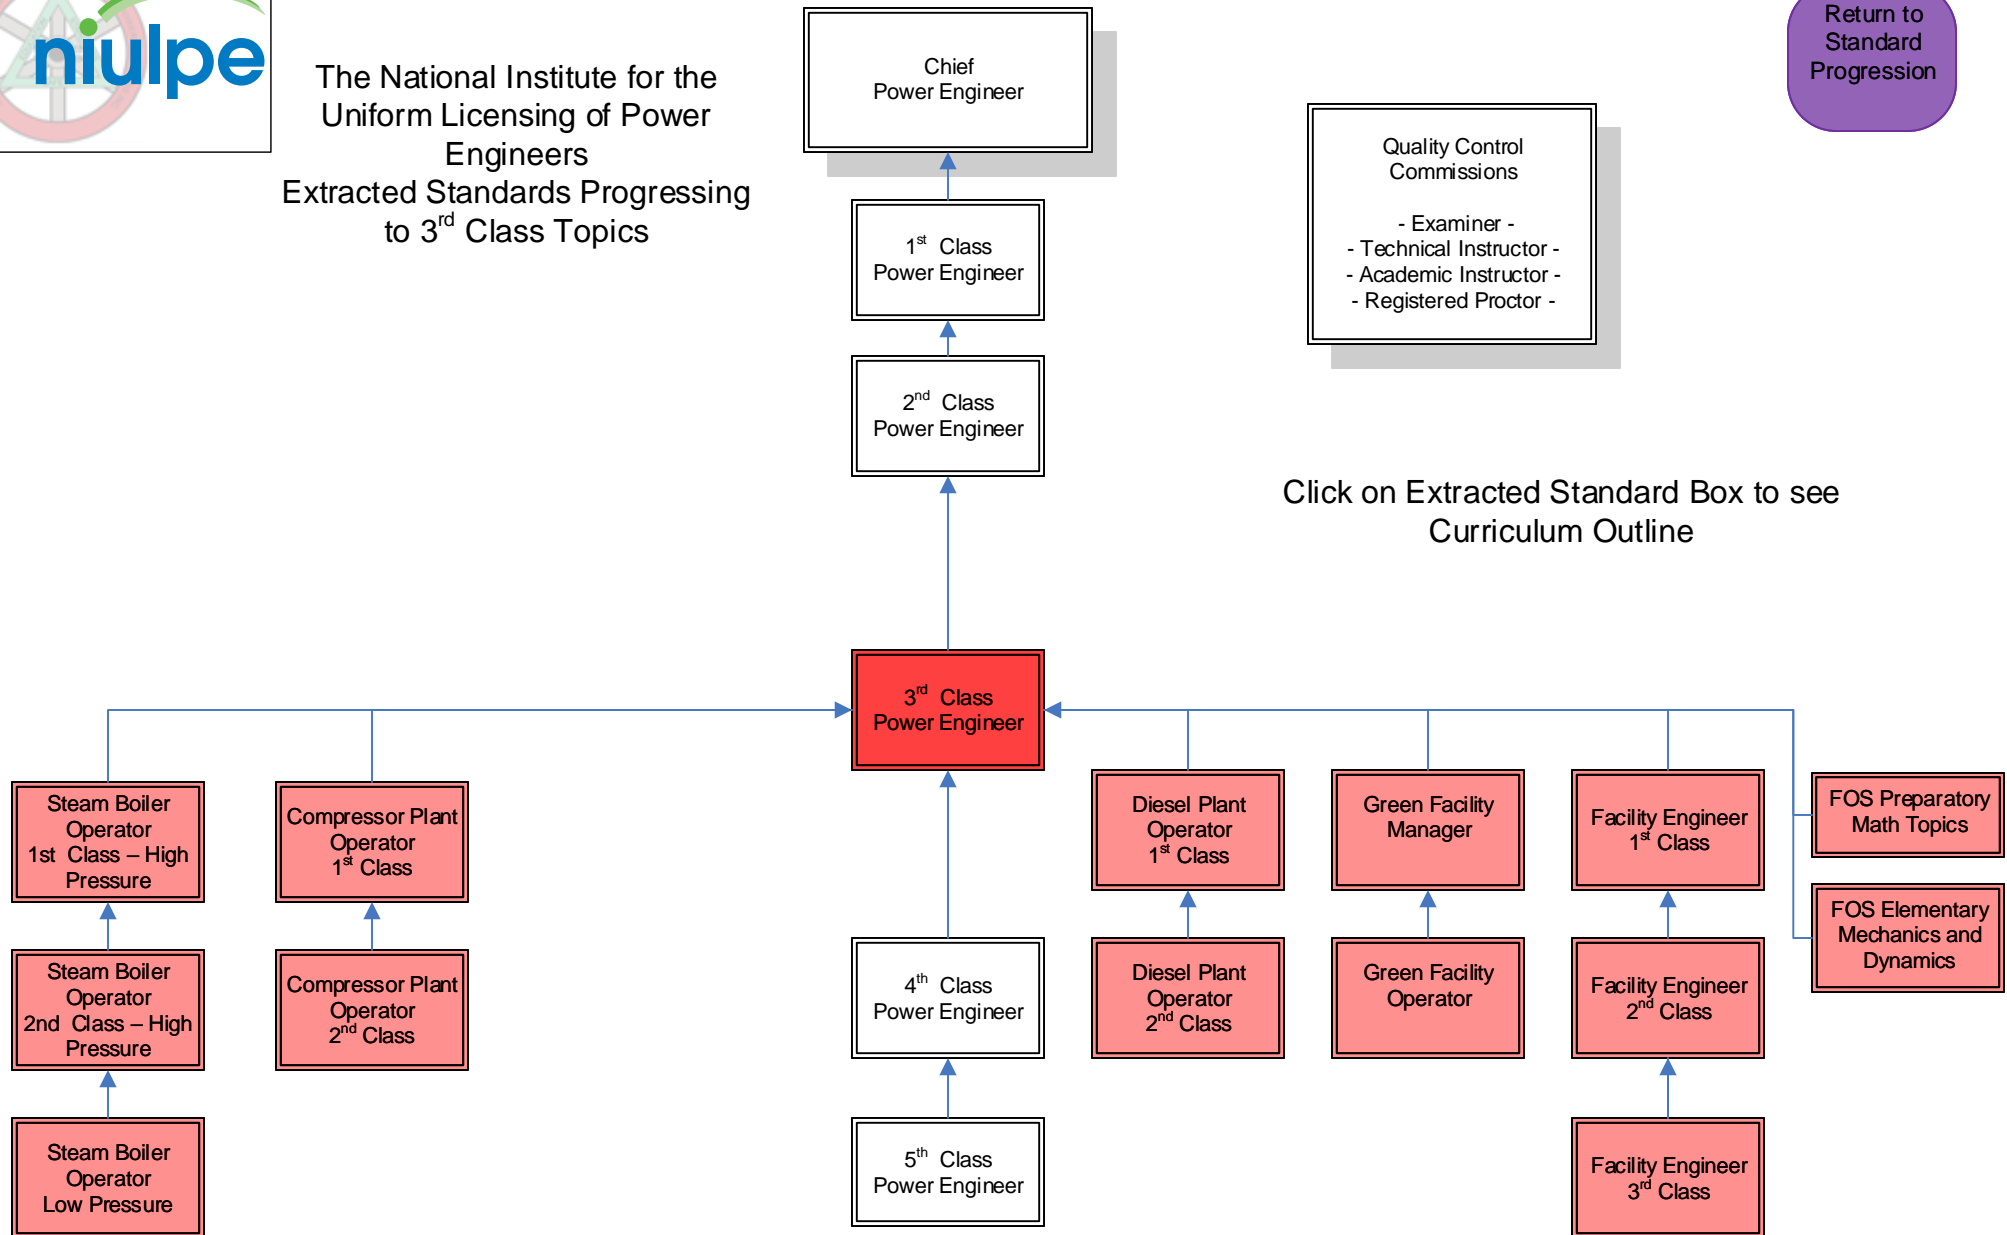 niulpe
The National Institute for the
Uniform Licensing of Power
Engineers
Extracted Standards Progressing
to 3rd Class Topics
Chief
Power Engineer
Return to
Standard
Progression
Quality Control
Commissions
- Examiner -
- Technical Instructor -
- Academic Instructor -
- Registered Proctor -
1st Class
Power Engineer
2nd Class
Power Engineer
Click on Extracted Standard Box to see
Curriculum Outline
3rd Class
Power Engineer
Steam Boiler
Operator
1st Class – High
Pressure
Compressor Plant
Operator
1st Class
Diesel Plant
Operator
1st Class
Green Facility
Manager
Facility Engineer
1st Class
FOS Preparatory
Math Topics
FOS Elementary
Mechanics and
Dynamics
Steam Boiler
Operator
2nd Class – High
Pressure
Compressor Plant
Operator
2nd Class
4th Class
Power Engineer
Diesel Plant
Operator
2nd Class
Green Facility
Operator
Facility Engineer
2nd Class
Steam Boiler
Operator
Low Pressure
5th Class
Power Engineer
Facility Engineer
3rd Class